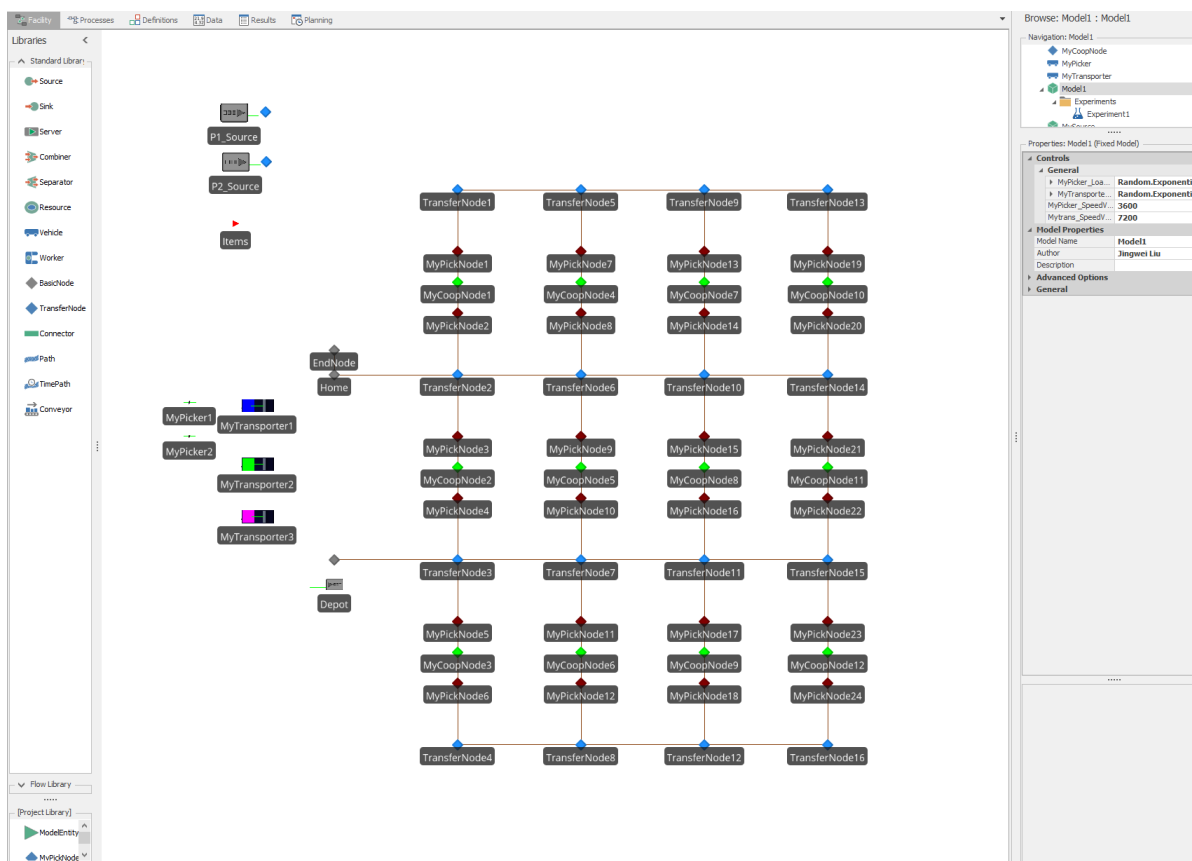 Facility Processes Definitions Data Results Planning
Browse: Model1 : Model1
Libraries
Standard Librar
Source
Sink
Server
Combiner
Separator
Resource
Vehicle
Worker
BasicNode
TransferNode
Connector
Path
TimePath
Conveyor
Flow Library
[Project Library]
ModelEntity
MyPickNode
P1_Source
P2_Source
Items
TransferNode1 TransferNode5 TransferNode9 TransferNode13
MyPickNode1 MyPickNode7 MyPickNode13 MyPickNode19
MyCoopNode1 MyCoopNode4 MyCoopNode7 MyCoopNode10
MyPickNode2 MyPickNode8 MyPickNode14 MyPickNode20
EndNode
Home TransferNode2 TransferNode6 TransferNode10 TransferNode14
MyPicker1 MyTransporter1
MyPicker2
MyTransporter2
MyTransporter3
MyPickNode3 MyPickNode9 MyPickNode15 MyPickNode21
MyCoopNode2 MyCoopNode5 MyCoopNode8 MyCoopNode11
MyPickNode4 MyPickNode10 MyPickNode16 MyPickNode22
TransferNode3 TransferNode7 TransferNode11 TransferNode15
Depot
MyPickNode5 MyPickNode11 MyPickNode17 MyPickNode23
MyCoopNode3 MyCoopNode6 MyCoopNode9 MyCoopNode12
MyPickNode6 MyPickNode12 MyPickNode18 MyPickNode24
TransferNode4 TransferNode8 TransferNode12 TransferNode16
Navigation: Model1
MyCoopNode
MyPicker
MyTransporter
Model1
Experiments
Experiment1
MySource
Properties: Model1 (Fixed Model)
Controls
General
MyPicker_Loa... Random.Exponenti
MyTransporte... Random.Exponenti
MyPicker_SpeedV... 3600
Mytrans_SpeedV... 7200
Model Properties
Model Name Model1
Author Jingwei Liu
Description
Advanced Options
General